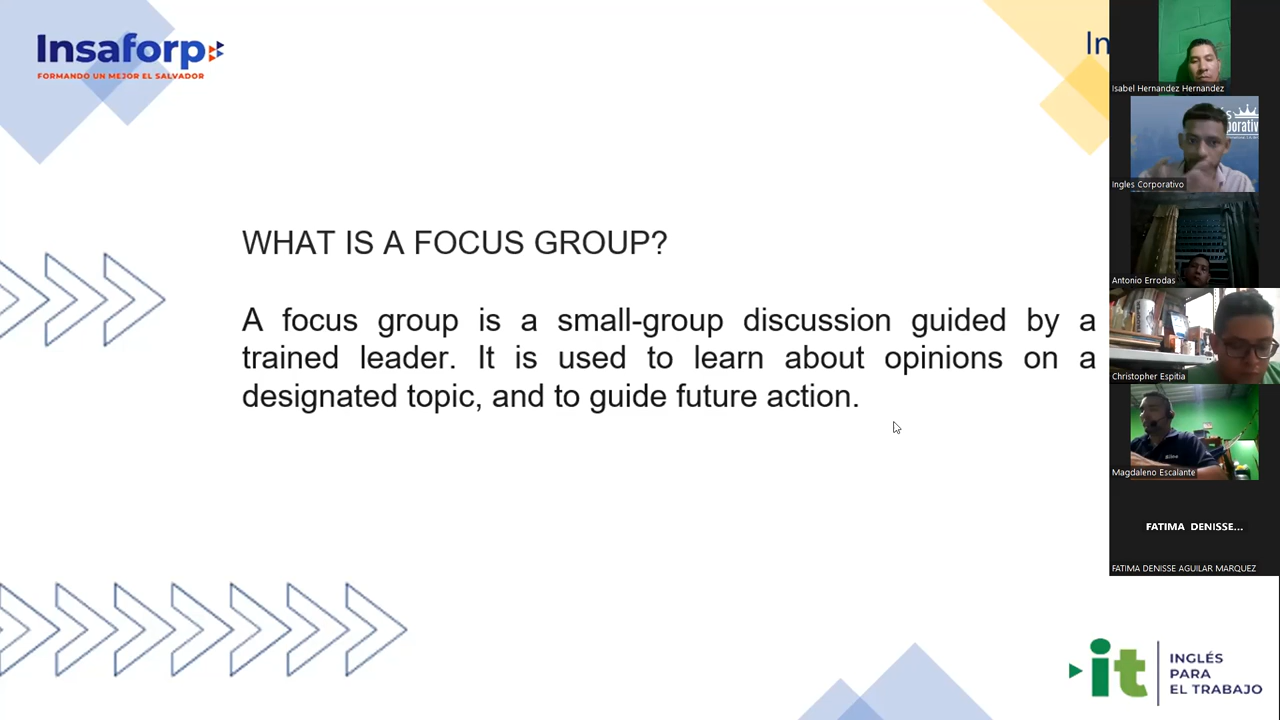 Insaforp
FORMANDO UN MEJOR EL SALVADOR
In
WHAT IS A FOCUS GROUP?
A focus group is a small-group discussion guided by a
trained leader. It is used to learn about opinions on a
designated topic, and to guide future action.
Isabel Hernandez Hernandez
Ingles Corporativo
Antonio Errodas
Christopher Espitia
Magdaleno Escalante
FATIMA DENISSE...
FATIMA DENISSE AGUILAR MARQUEZ
it
INGLÉS
PARA
EL TRABAJO